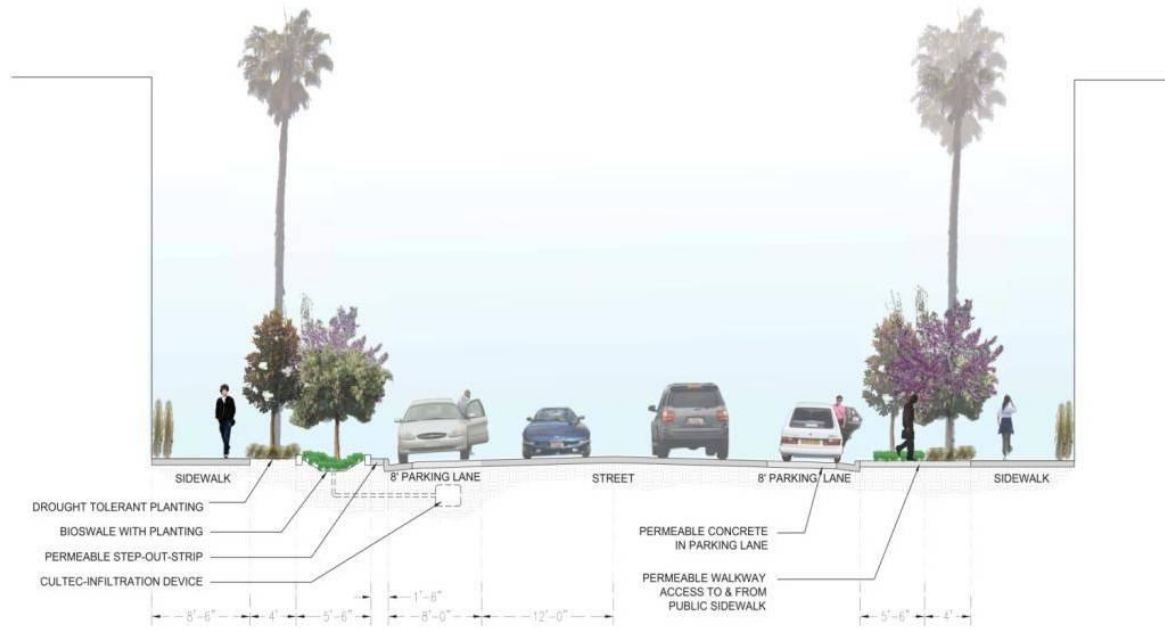 SIDEWALK
8' PARKING LANE
STREET
8' PARKING LANE
SIDEWALK
DROUGHT TOLERANT PLANTING
BIOSWALE WITH PLANTING
PERMEABLE STEP-OUT-STRIP
CULTEC-INFILTRATION DEVICE
PERMEABLE CONCRETE
IN PARKING LANE
PERMEABLE WALKWAY
ACCESS TO & FROM
PUBLIC SIDEWALK
1'-6"
8'-6"
4'
5'-6"
8'-0"
12'-0"
5'-6"
4'